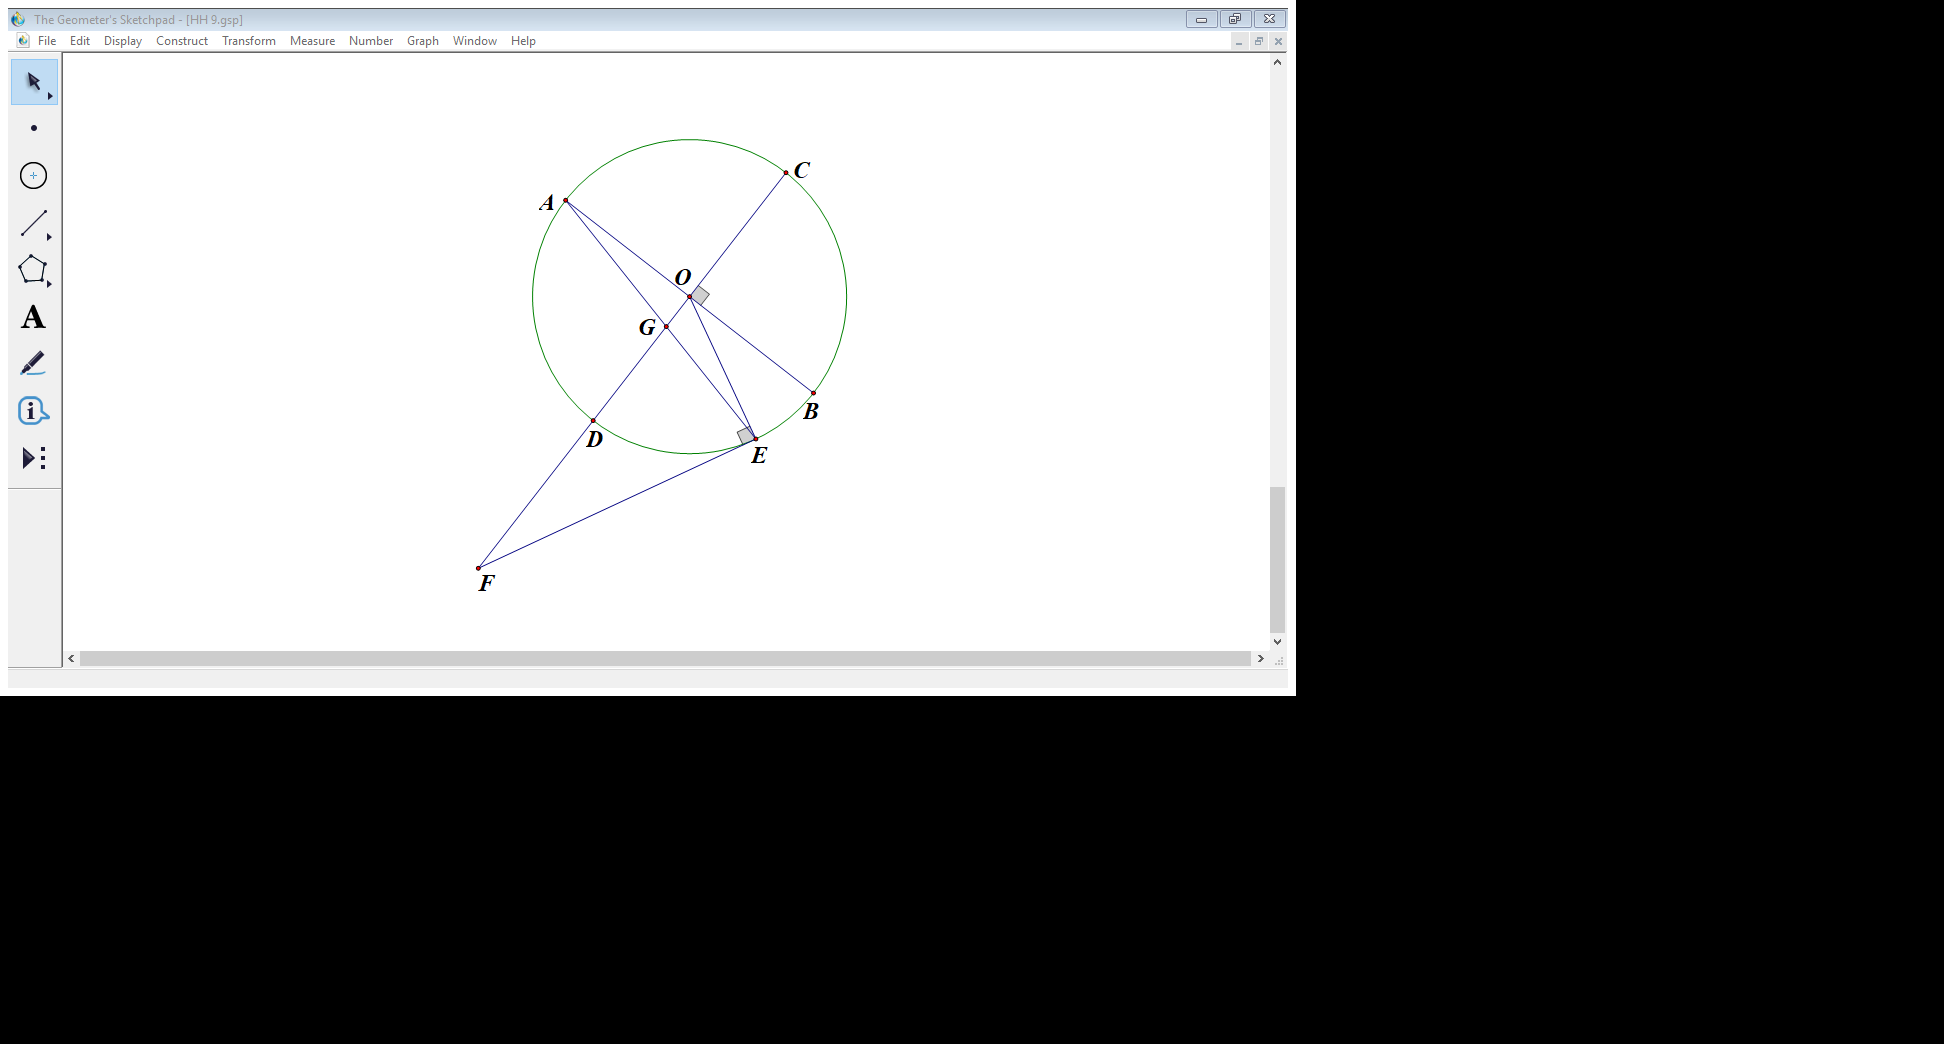 The Geometer's Sketchpad - [HH 9.gsp]
File Edit Display Construct Transform Measure Number Graph Window Help
A
C
A
O
G
B
D
E
F